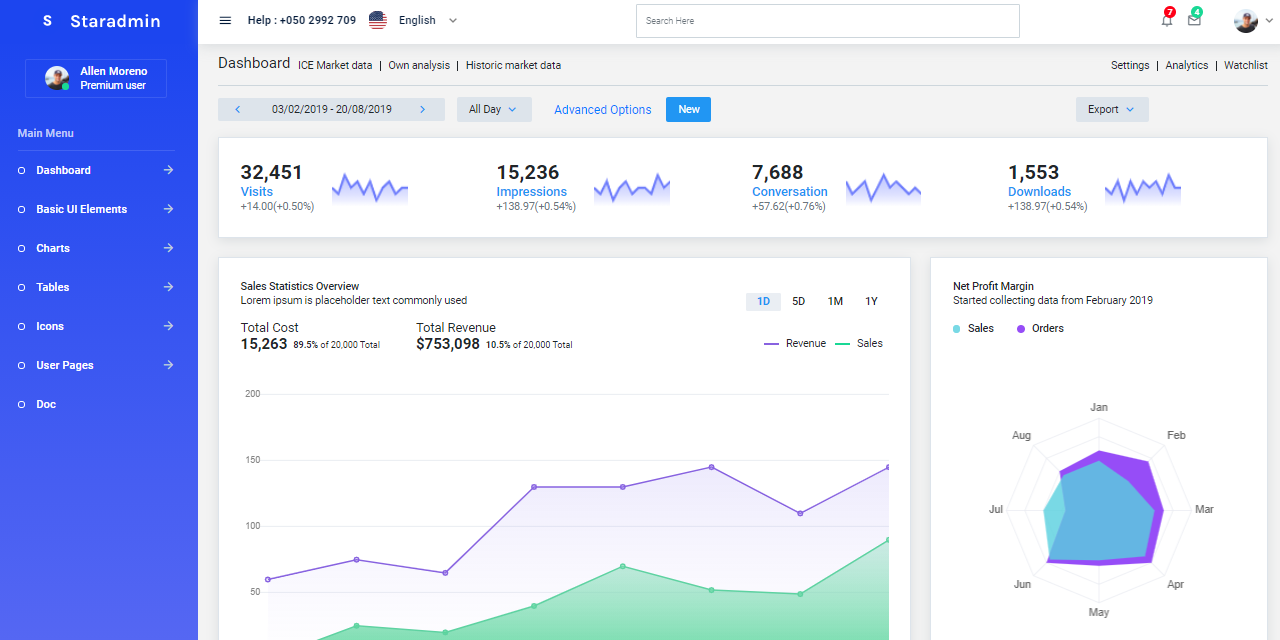 S Staradmin
Help : +050 2992 709 English
Search Here
7 4
Allen Moreno
Premium user
Main Menu
Dashboard
Basic UI Elements
Charts
Tables
Icons
User Pages
Doc
Dashboard ICE Market data | Own analysis | Historic market data
Settings | Analytics | Watchlist
03/02/2019 - 20/08/2019 All Day Advanced Options New Export
32,451
Visits
+14.00(+0.50%)
15,236
Impressions
+138.97(+0.54%)
7,688
Conversation
+57.62(+0.76%)
1,553
Downloads
+138.97(+0.54%)
Sales Statistics Overview
Lorem ipsum is placeholder text commonly used
1D 5D 1M 1Y
Total Cost
15,263 89.5% of 20,000 Total
Total Revenue
$753,098 10.5% of 20,000 Total
Revenue Sales
200
150
100
50
Net Profit Margin
Started collecting data from February 2019
Sales Orders
Jan
Feb
Mar
Apr
May
Jun
Jul
Aug